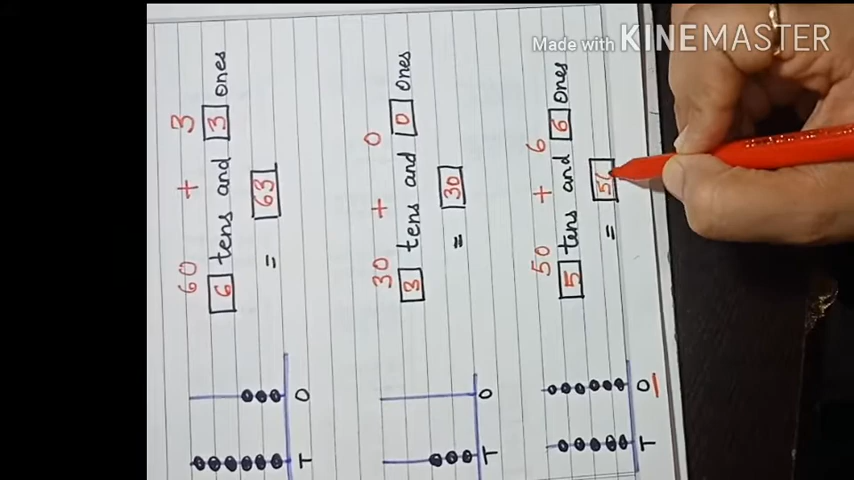 60 + 3
6 tens and 3 ones
= 63
T O
30 + 0
3 tens and 0 ones
= 30
T O
50 + 6
5 tens and 6 ones
= 56
T O
Made with KINEMASTER